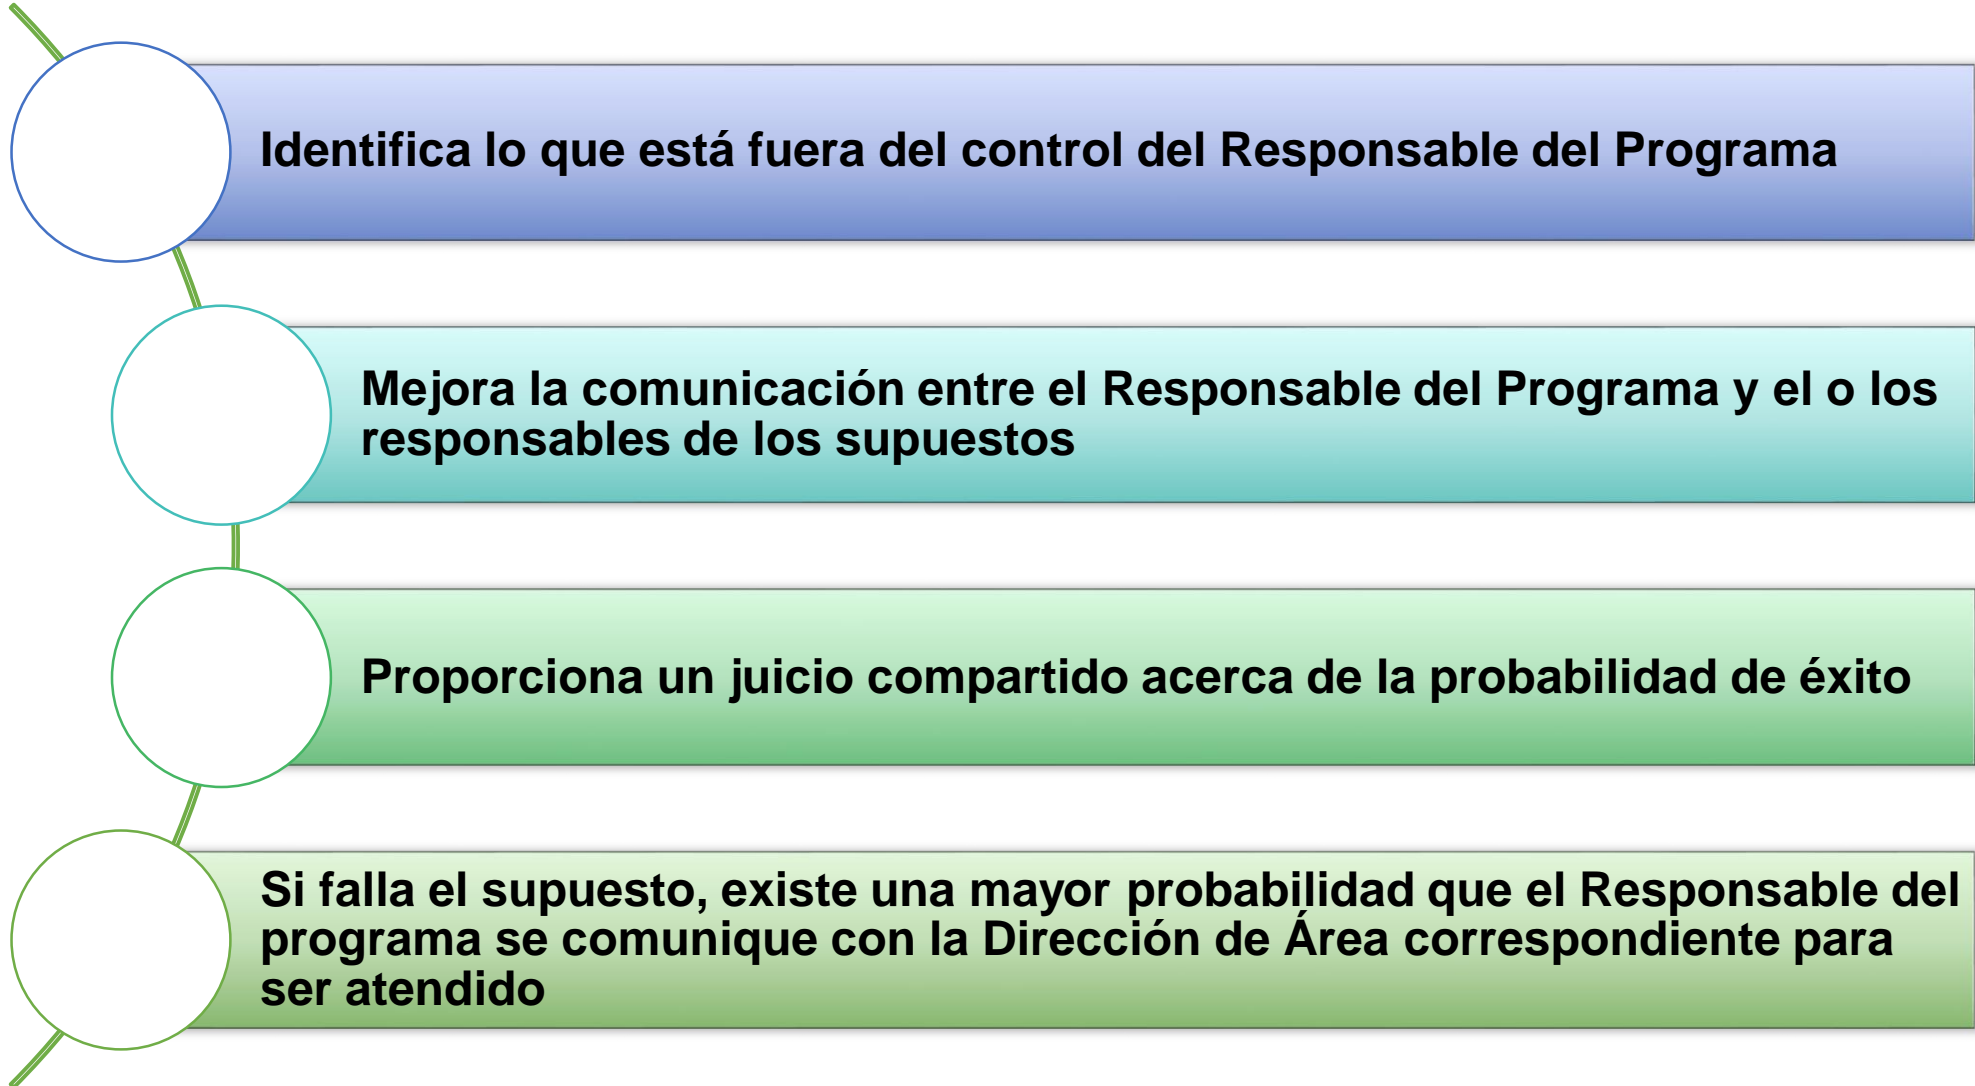 Identifica lo que está fuera del control del Responsable del Programa
Mejora la comunicación entre el Responsable del Programa y el o los
responsables de los supuestos
Proporciona un juicio compartido acerca de la probabilidad de éxito
Si falla el supuesto, existe una mayor probabilidad que el Responsable del
programa se comunique con la Dirección de Área correspondiente para
ser atendido